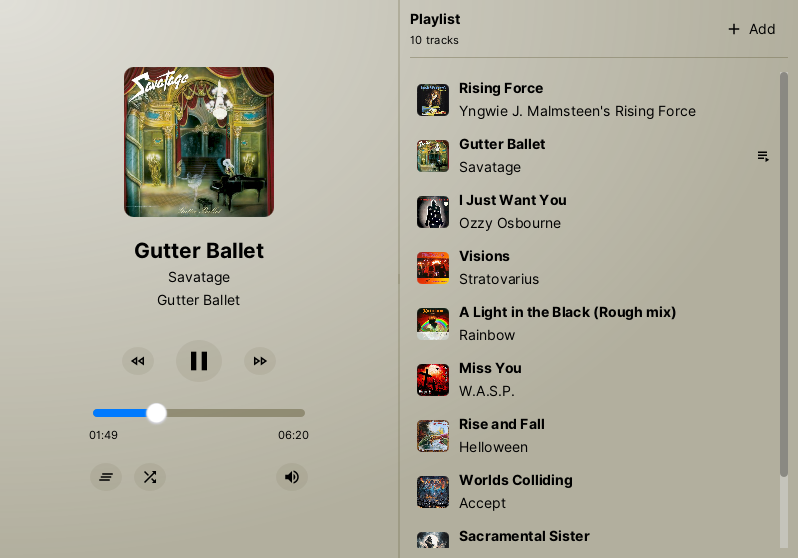 Savatage
Gutter Ballet
Gutter Ballet
Savatage
Gutter Ballet
01:49
06:20
Playlist
10 tracks
Add
Rising Force
Yngwie J. Malmsteen's Rising Force
Gutter Ballet
Savatage
I Just Want You
Ozzy Osbourne
Visions
Stratovarius
A Light in the Black (Rough mix)
Rainbow
Miss You
W.A.S.P.
Rise and Fall
Helloween
Worlds Colliding
Accept
Sacramental Sister